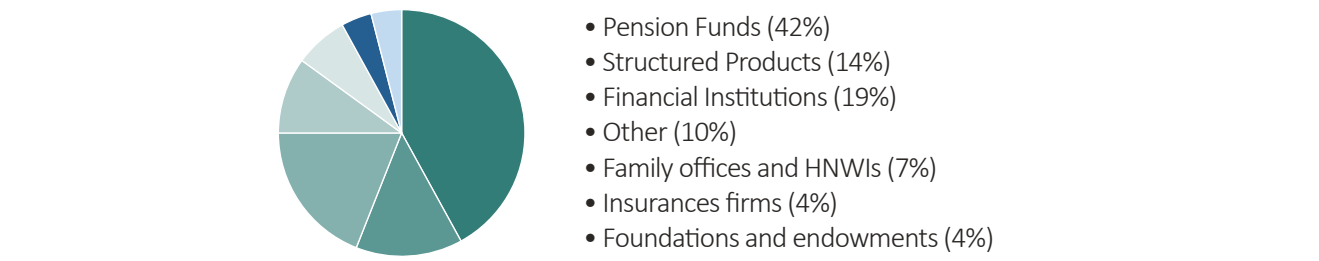 • Pension Funds (42%)
• Structured Products (14%)
• Financial Institutions (19%)
• Other (10%)
• Family offices and HNWIs (7%)
• Insurances firms (4%)
• Foundations and endowments (4%)